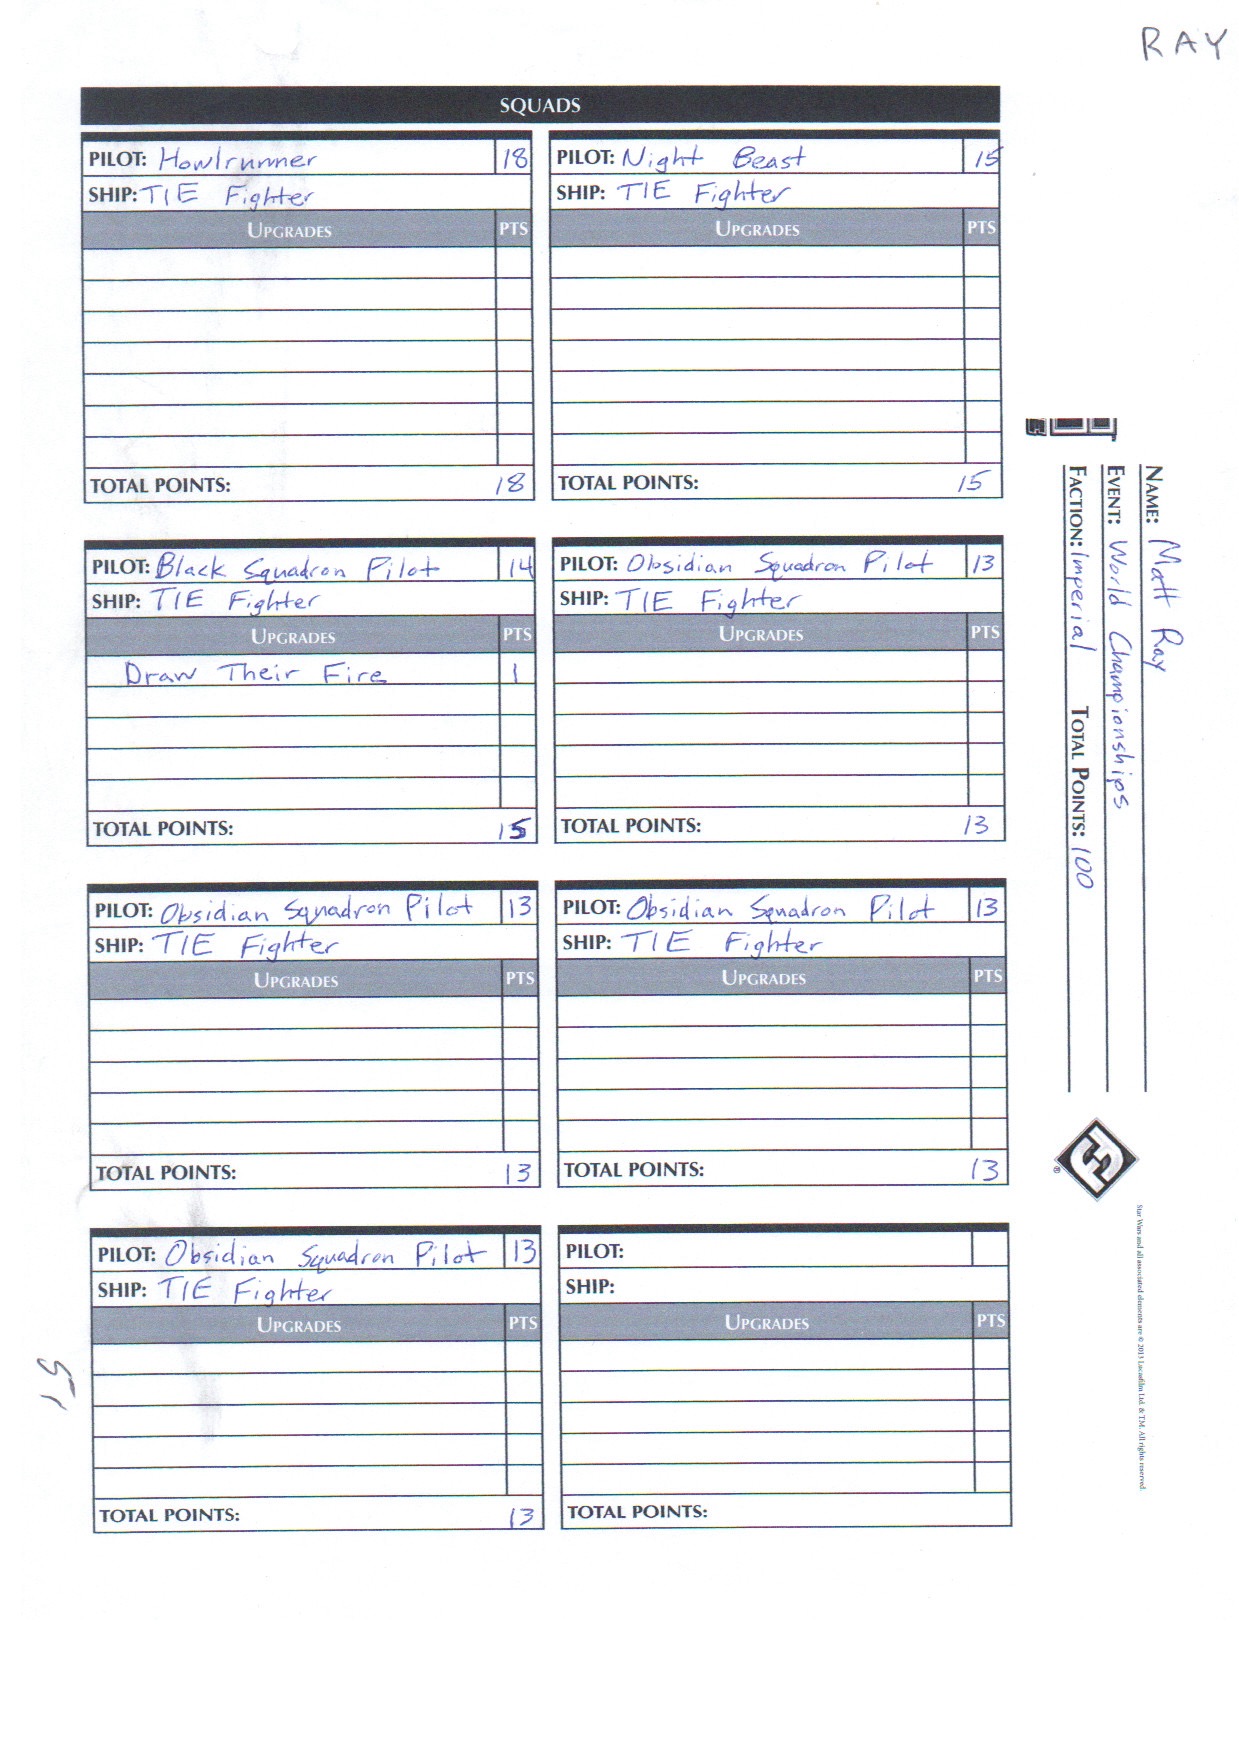 RAY
SQUADS
PILOT: Howlrunner 18
SHIP: TIE Fighter
UPGRADES PTS
TOTAL POINTS: 18
PILOT: Night Beast 15
SHIP: TIE Fighter
UPGRADES PTS
TOTAL POINTS: 15
PILOT: Black Squadron Pilot 14
SHIP: TIE Fighter
UPGRADES PTS
Draw Their Fire 1
TOTAL POINTS: 15
PILOT: Obsidian Squadron Pilot 13
SHIP: TIE Fighter
UPGRADES PTS
TOTAL POINTS: 13
PILOT: Obsidian Squadron Pilot 13
SHIP: TIE Fighter
UPGRADES PTS
TOTAL POINTS: 13
PILOT: Obsidian Squadron Pilot 13
SHIP: TIE Fighter
UPGRADES PTS
TOTAL POINTS: 13
PILOT: Obsidian Squadron Pilot 13
SHIP: TIE Fighter
UPGRADES PTS
TOTAL POINTS: 13
PILOT:
SHIP:
UPGRADES PTS
TOTAL POINTS:
NAME: Matt Ray
EVENT: World Championships
FACTION: Imperial TOTAL POINTS: 100
Star Wars and all associated elements are © 2013 Lucasfilm Ltd. & TM. All rights reserved.